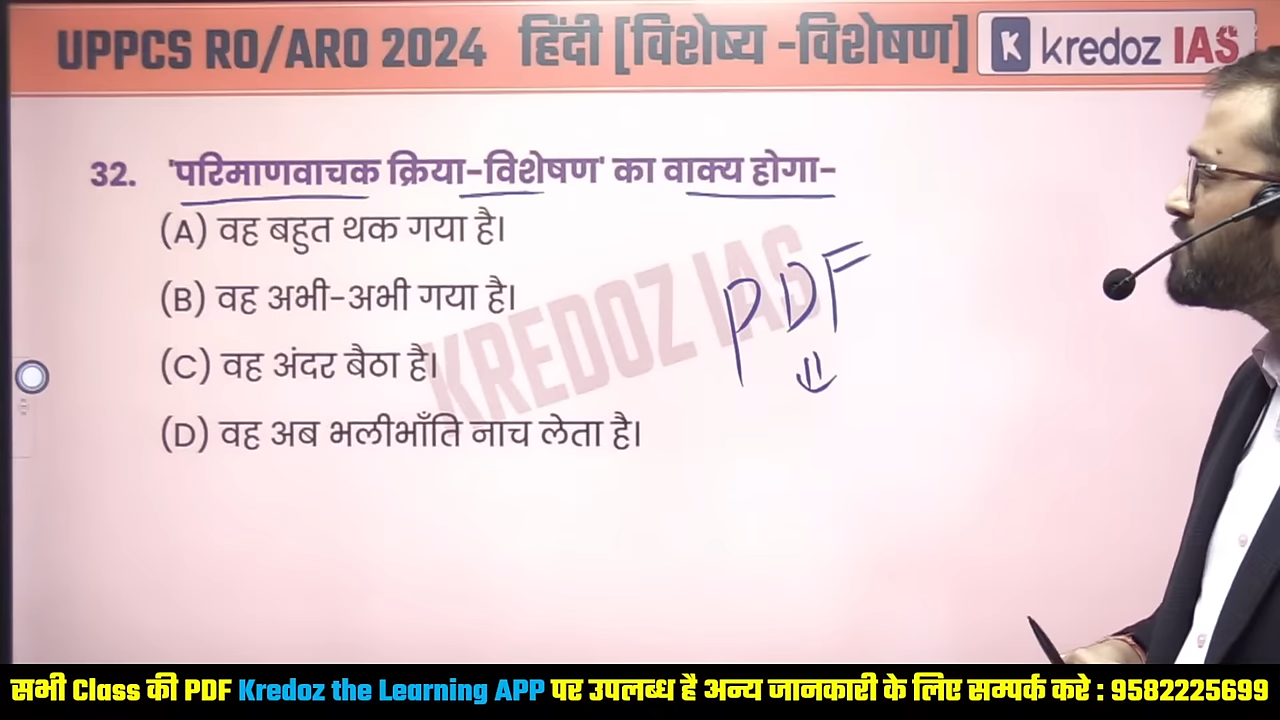 UPPCS RO/ARO 2024 हिंदी [विशेष्य -विशेषण]
K kredoz IAS
32. 'परिमाणवाचक क्रिया-विशेषण' का वाक्य होगा-
(A) वह बहुत थक गया है।
(B) वह अभी-अभी गया है।
(C) वह अंदर बैठा है।
(D) वह अब भलीभाँति नाच लेता है।
KREDOZ IAS
PDF
सभी Class की PDF Kredoz the Learning APP पर उपलब्ध है अन्य जानकारी के लिए सम्पर्क करे : 9582225699